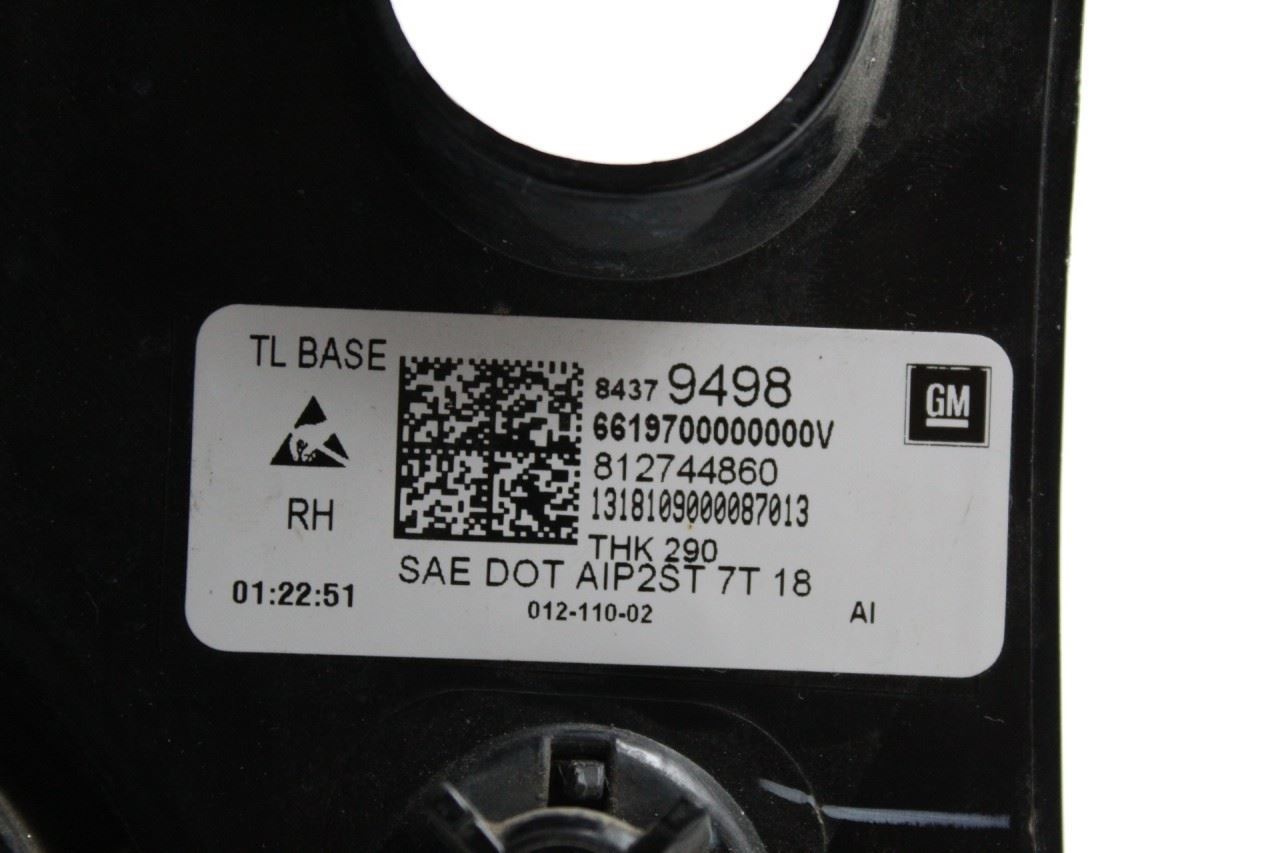 TL BASE
8437 9498
GM
6619700000000V
812744860
1318109000087013
RH
THK 290
SAE DOT AIP2ST 7T 18
01:22:51
012-110-02
AI